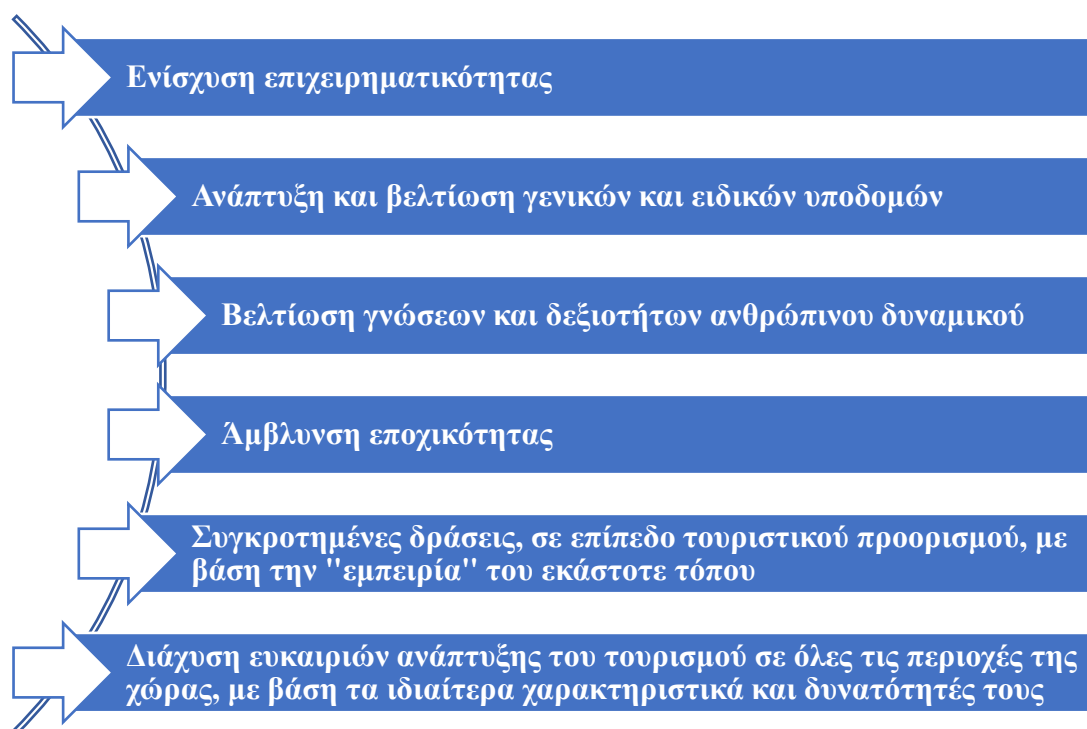 Ενίσχυση επιχειρηματικότητας
Ανάπτυξη και βελτίωση γενικών και ειδικών υποδομών
Βελτίωση γνώσεων και δεξιοτήτων ανθρώπινου δυναμικού
Άμβλυνση εποχικότητας
Συγκροτημένες δράσεις, σε επίπεδο τουριστικού προορισμού, με
βάση την "εμπειρία" του εκάστοτε τόπου
Διάχυση ευκαιριών ανάπτυξης του τουρισμού σε όλες τις περιοχές της
χώρας, με βάση τα ιδιαίτερα χαρακτηριστικά και δυνατότητές τους